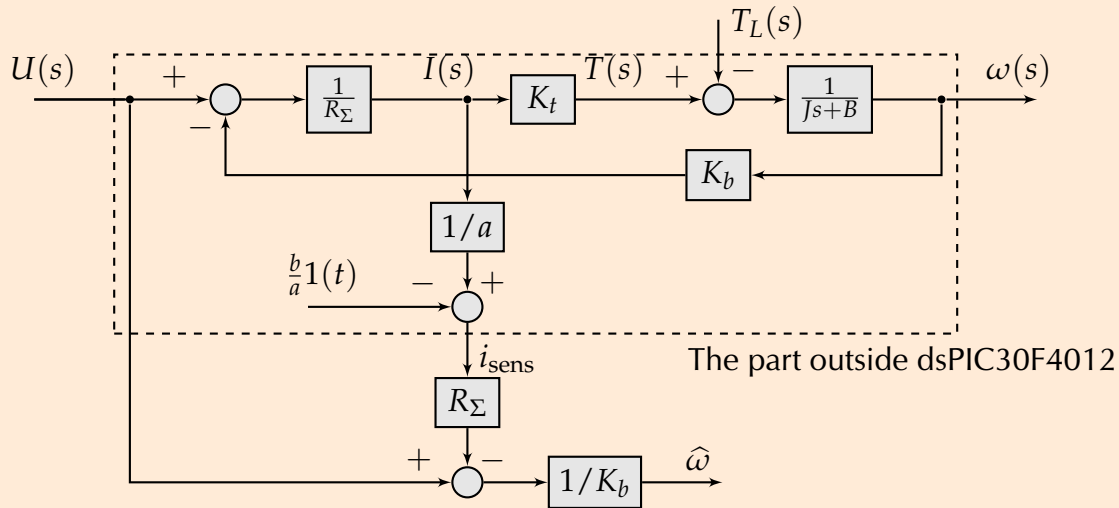 T_L(s)
U(s) + − 1/R_Σ I(s) K_t T(s) + − 1/(Js+B) ω(s)
K_b
1/a
b/a 1(t) − +
i_sens
The part outside dsPIC30F4012
R_Σ
+ − 1/K_b ω̂